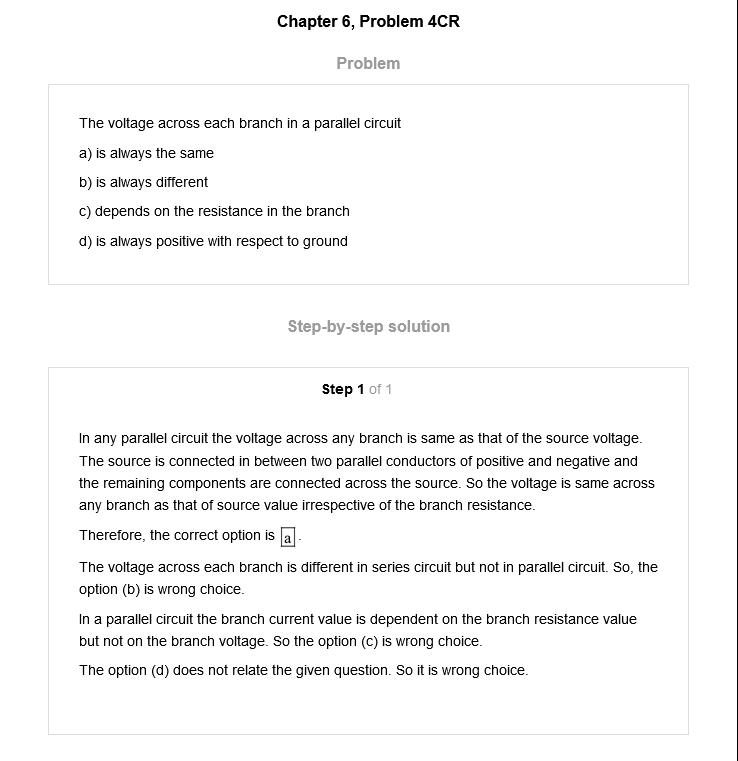 Chapter 6, Problem 4CR
Problem
The voltage across each branch in a parallel circuit
a) is always the same
b) is always different
c) depends on the resistance in the branch
d) is always positive with respect to ground
Step-by-step solution
Step 1 of 1
In any parallel circuit the voltage across any branch is same as that of the source voltage.
The source is connected in between two parallel conductors of positive and negative and
the remaining components are connected across the source. So the voltage is same across
any branch as that of source value irrespective of the branch resistance.
Therefore, the correct option is a.
The voltage across each branch is different in series circuit but not in parallel circuit. So, the
option (b) is wrong choice.
In a parallel circuit the branch current value is dependent on the branch resistance value
but not on the branch voltage. So the option (c) is wrong choice.
The option (d) does not relate the given question. So it is wrong choice.